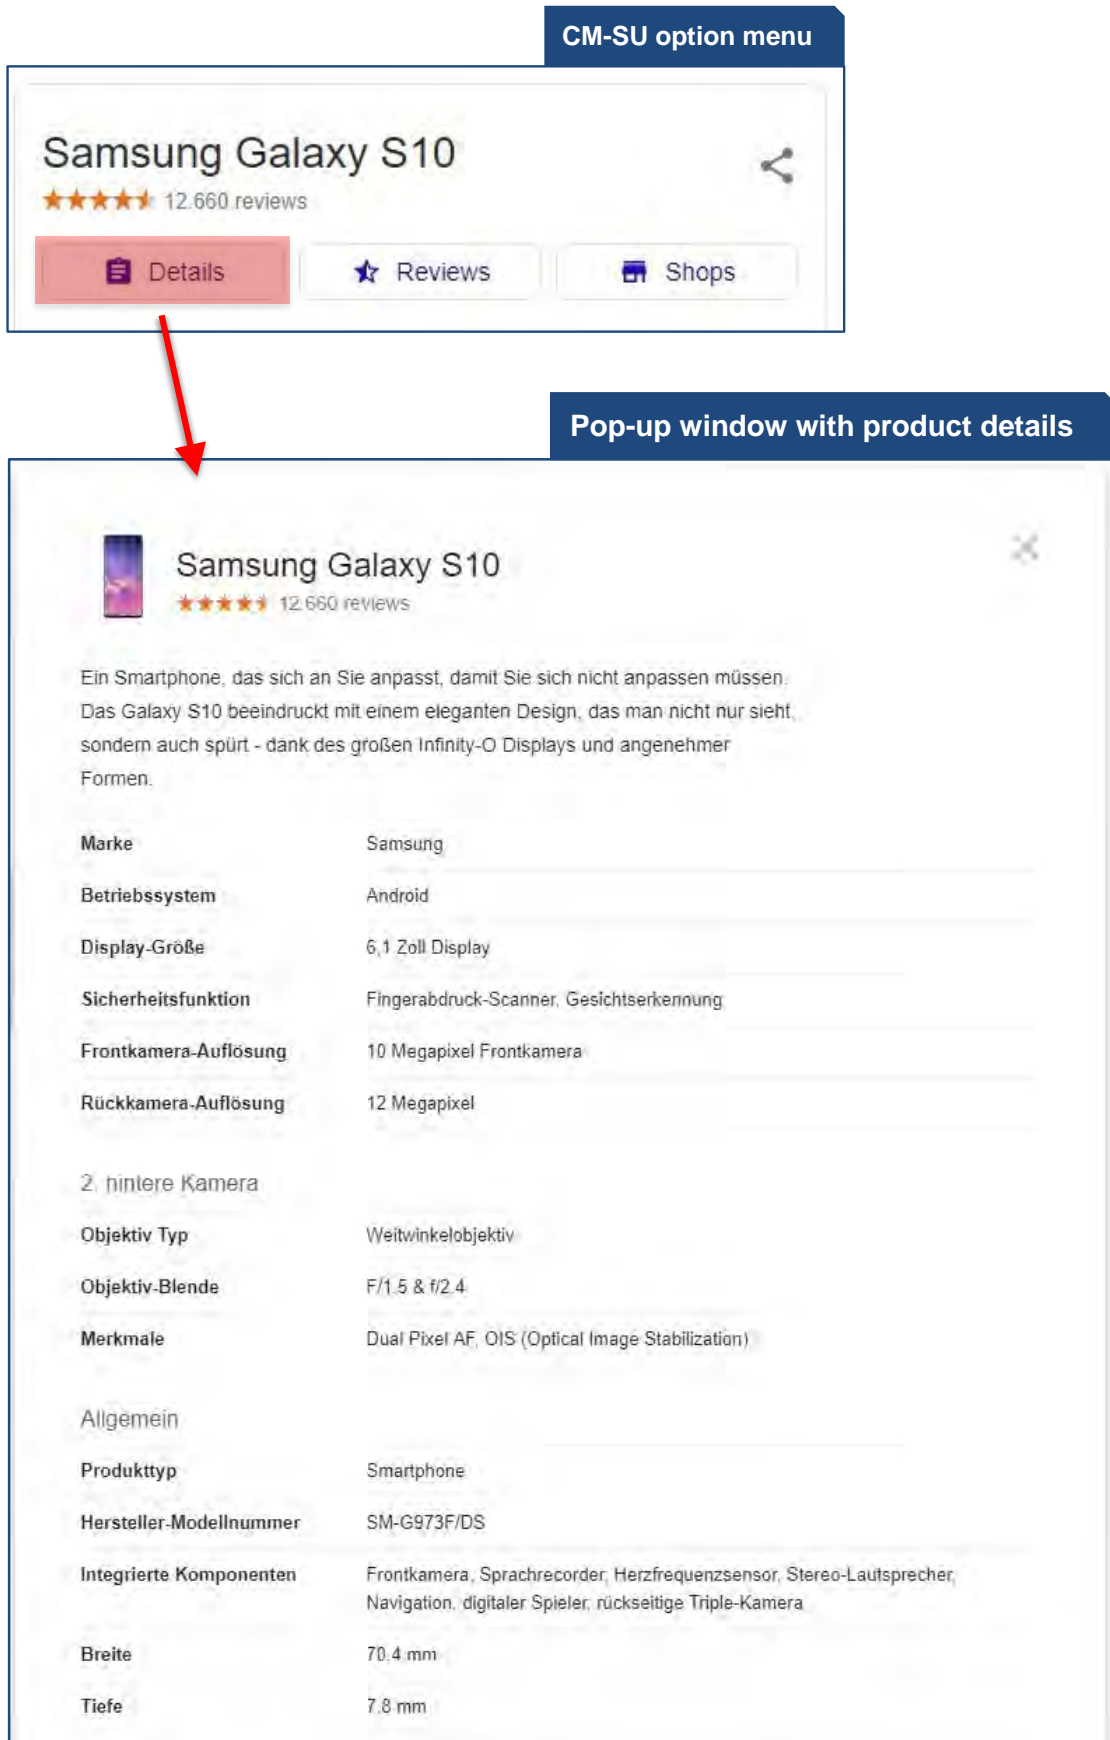 CM-SU option menu
Samsung Galaxy S10
12.660 reviews
Details
Reviews
Shops
Pop-up window with product details
Samsung Galaxy S10
12.660 reviews
Ein Smartphone, das sich an Sie anpasst, damit Sie sich nicht anpassen müssen.
Das Galaxy S10 beeindruckt mit einem eleganten Design, das man nicht nur sieht,
sondern auch spürt - dank des großen Infinity-O Displays und angenehmer
Formen.
Marke Samsung
Betriebssystem Android
Display-Größe 6,1 Zoll Display
Sicherheitsfunktion Fingerabdruck-Scanner, Gesichtserkennung
Frontkamera-Auflösung 10 Megapixel Frontkamera
Rückkamera-Auflösung 12 Megapixel
2. hintere Kamera
Objektiv Typ Weitwinkelobjektiv
Objektiv-Blende F/1.5 & f/2.4
Merkmale Dual Pixel AF, OIS (Optical Image Stabilization)
Allgemein
Produkttyp Smartphone
Hersteller-Modellnummer SM-G973F/DS
Integrierte Komponenten Frontkamera, Sprachrecorder, Herzfrequenzsensor, Stereo-Lautsprecher,
Navigation, digitaler Spieler, rückseitige Triple-Kamera
Breite 70.4 mm
Tiefe 7.8 mm